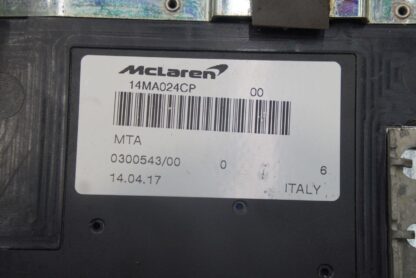 McLaren
14MA024CP 00
MTA
0300543/00 0 6
14.04.17 ITALY